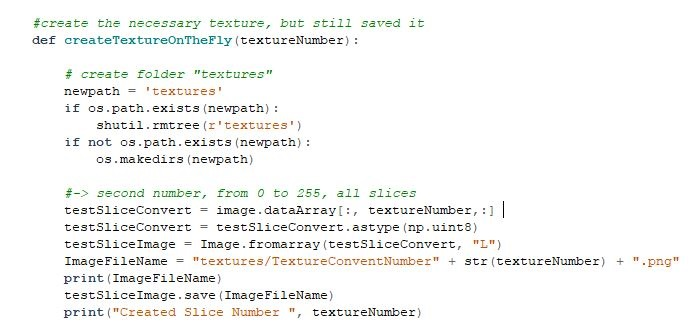 #create the necessary texture, but still saved it
def createTextureOnTheFly(textureNumber):
# create folder "textures"
newpath = 'textures'
if os.path.exists(newpath):
shutil.rmtree(r'textures')
if not os.path.exists(newpath):
os.makedirs(newpath)
#-> second number, from 0 to 255, all slices
testSliceConvert = image.dataArray[:, textureNumber,:]
testSliceConvert = testSliceConvert.astype(np.uint8)
testSliceImage = Image.fromarray(testSliceConvert, "L")
ImageFileName = "textures/TextureConventNumber" + str(textureNumber) + ".png"
print(ImageFileName)
testSliceImage.save(ImageFileName)
print("Created Slice Number ", textureNumber)